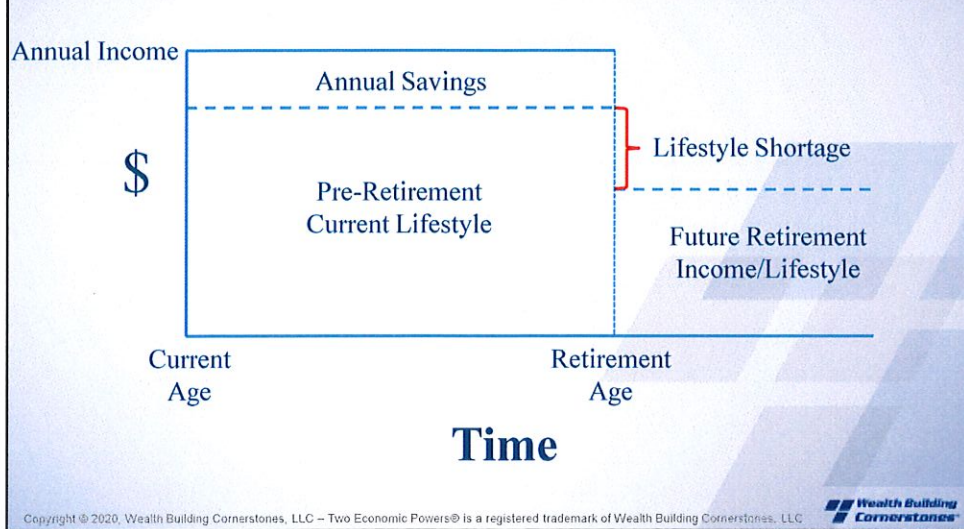 Annual Income
Annual Savings
$
Lifestyle Shortage
Pre-Retirement
Current Lifestyle
Future Retirement
Income/Lifestyle
Current
Age
Retirement
Age
Time
Copyright © 2020, Wealth Building Cornerstones, LLC – Two Economic Powers® is a registered trademark of Wealth Building Cornerstones, LLC
Wealth Building
Cornerstones